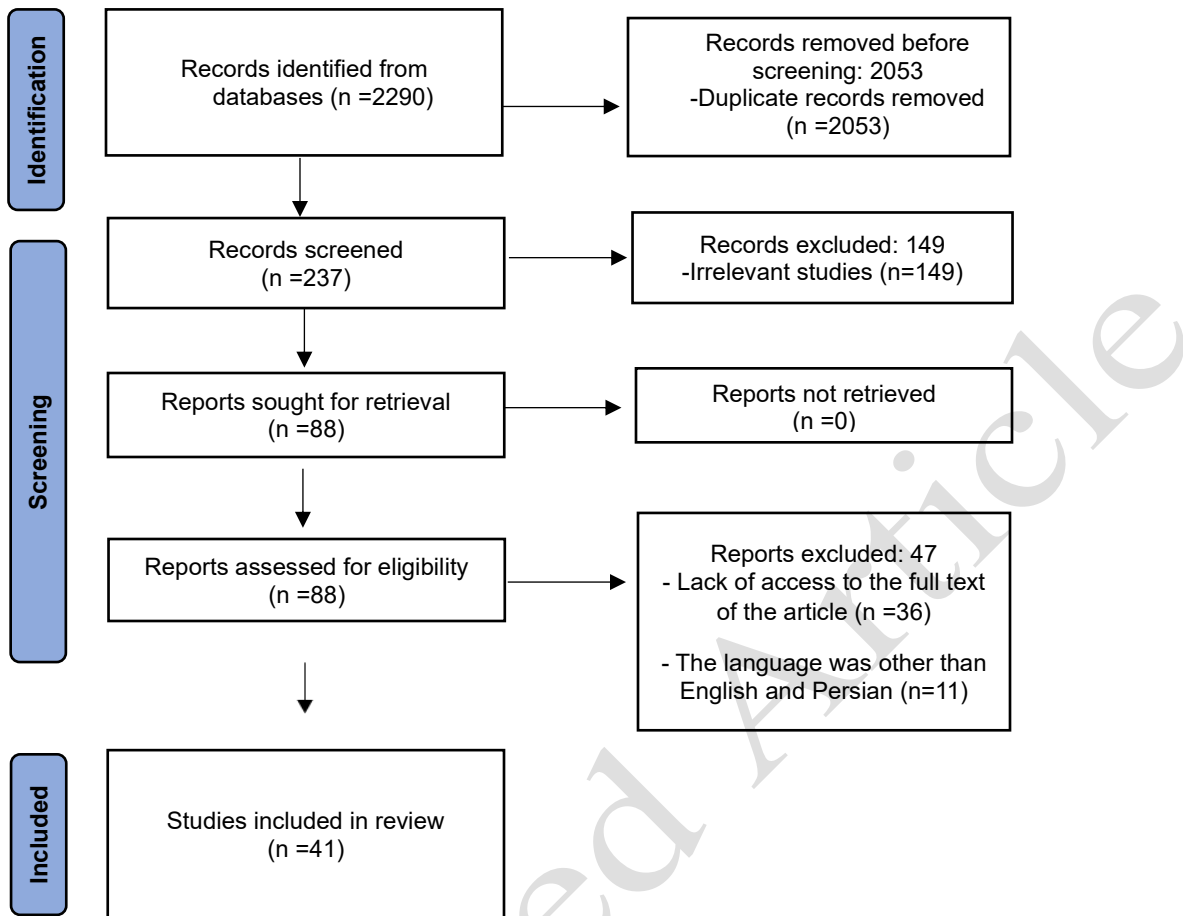 Identification
Records identified from
databases (n =2290)
Records removed before
screening: 2053
-Duplicate records removed
(n =2053)
Screening
Records screened
(n =237)
Records excluded: 149
-Irrelevant studies (n=149)
Reports sought for retrieval
(n =88)
Reports not retrieved
(n =0)
Reports assessed for eligibility
(n =88)
Reports excluded: 47
- Lack of access to the full text
of the article (n =36)
- The language was other than
English and Persian (n=11)
Included
Studies included in review
(n =41)
ed Article